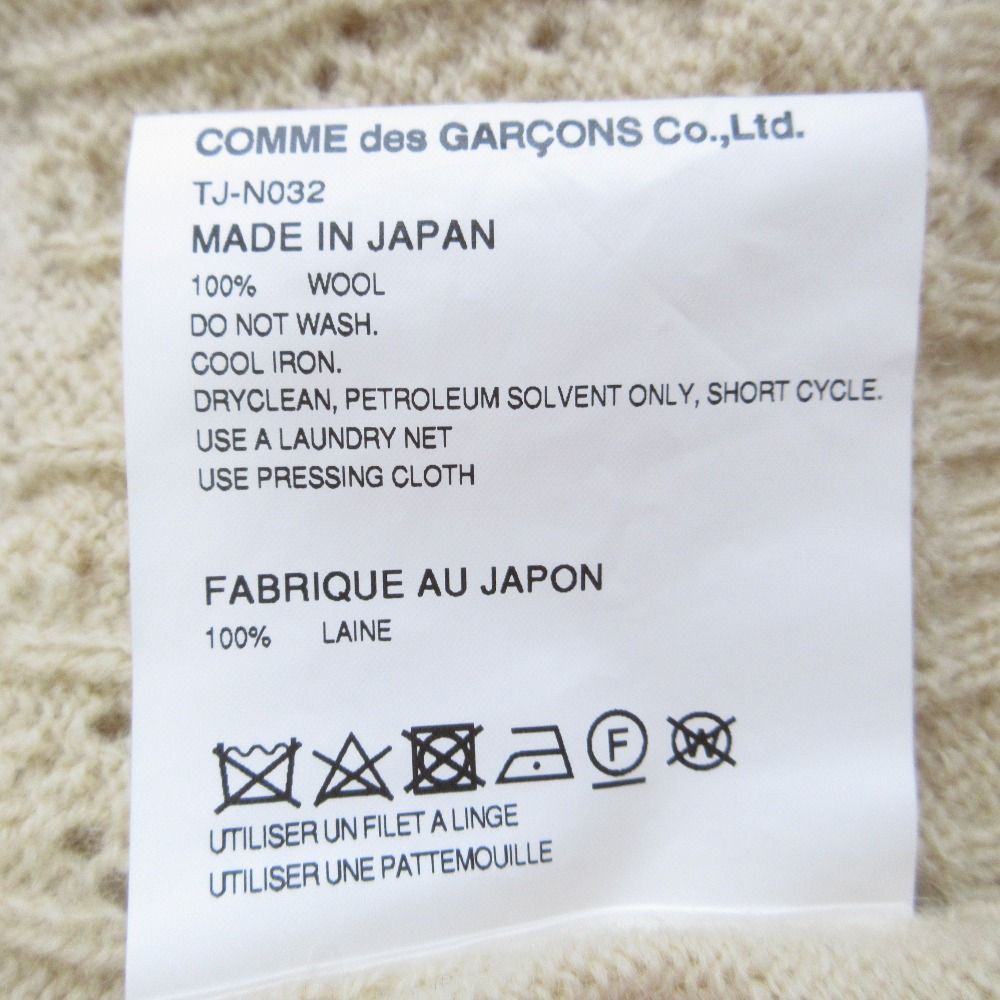 COMME des GARÇONS Co.,Ltd.
TJ-N032
MADE IN JAPAN
100% WOOL
DO NOT WASH.
COOL IRON.
DRYCLEAN, PETROLEUM SOLVENT ONLY, SHORT CYCLE.
USE A LAUNDRY NET
USE PRESSING CLOTH
FABRIQUE AU JAPON
100% LAINE
F W
UTILISER UN FILET A LINGE
UTILISER UNE PATTEMOUILLE